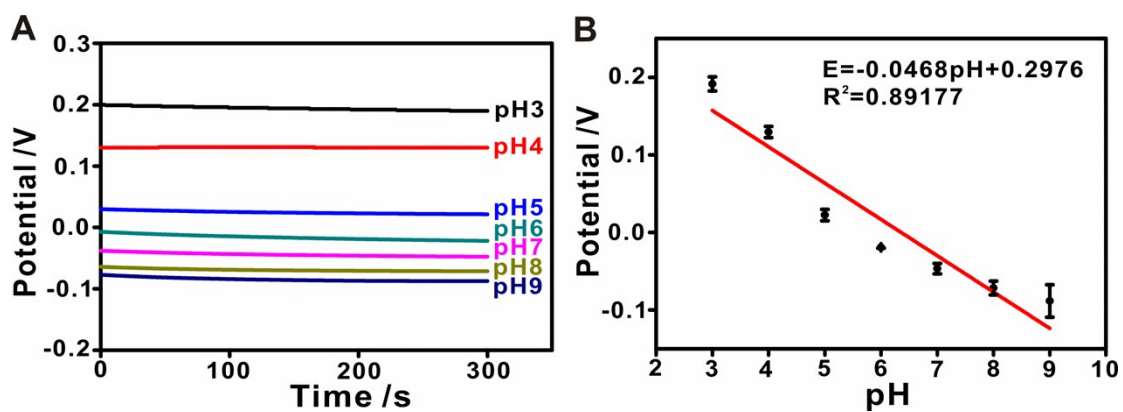 A
0.3
0.2
0.1
0.0
-0.1
-0.2
Potential /V
pH3
pH4
pH5
pH6
pH7
pH8
pH9
0
100
200
300
Time /s
B
0.2
0.1
0.0
-0.1
Potential /V
E=-0.0468pH+0.2976
R²=0.89177
2
3
4
5
6
7
8
9
10
pH